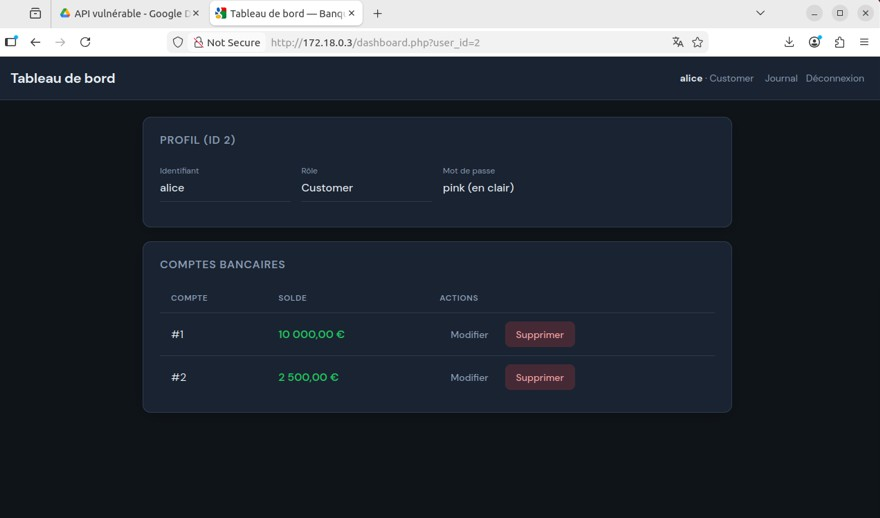 API vulnérable - Google D
Tableau de bord — Banqu
Not Secure http://172.18.0.3/dashboard.php?user_id=2
Tableau de bord
alice · Customer Journal Déconnexion
PROFIL (ID 2)
Identifiant Rôle Mot de passe
alice Customer pink (en clair)
COMPTES BANCAIRES
COMPTE SOLDE ACTIONS
#1 10 000,00 € Modifier Supprimer
#2 2 500,00 € Modifier Supprimer